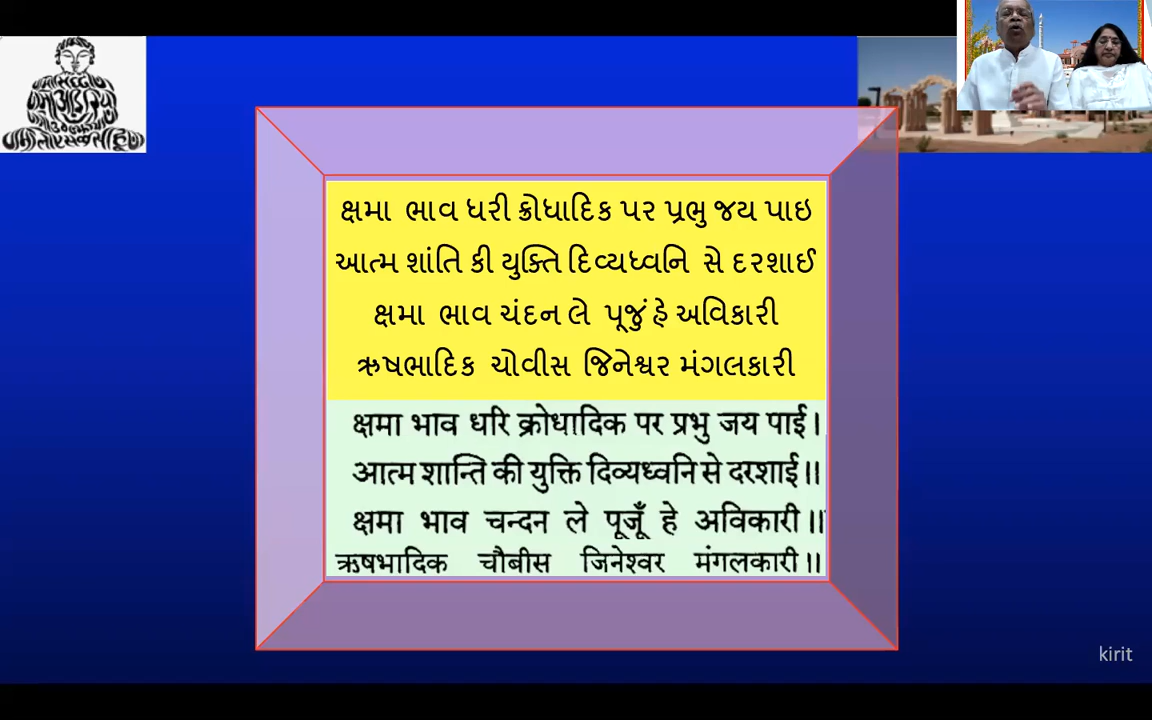 ક્ષમા ભાવ ધરી ક્રોધાદિક પર પ્રભુ જય પાઇ
આત્મ શાંતિ કી યુક્તિ દિવ્યધ્વનિ સે દરશાઈ
ક્ષમા ભાવ ચંદન લે પૂજું હે અવિકારી
ઋષભાદિક ચોવીસ જિનેશ્વર મંગલકારી
क्षमा भाव धरि क्रोधादिक पर प्रभु जय पाई।
आत्म शान्ति की युक्ति दिव्यध्वनि से दरशाई॥
क्षमा भाव चन्दन ले पूजूँ हे अविकारी॥
ऋषभादिक चौबीस जिनेश्वर मंगलकारी॥
kirit